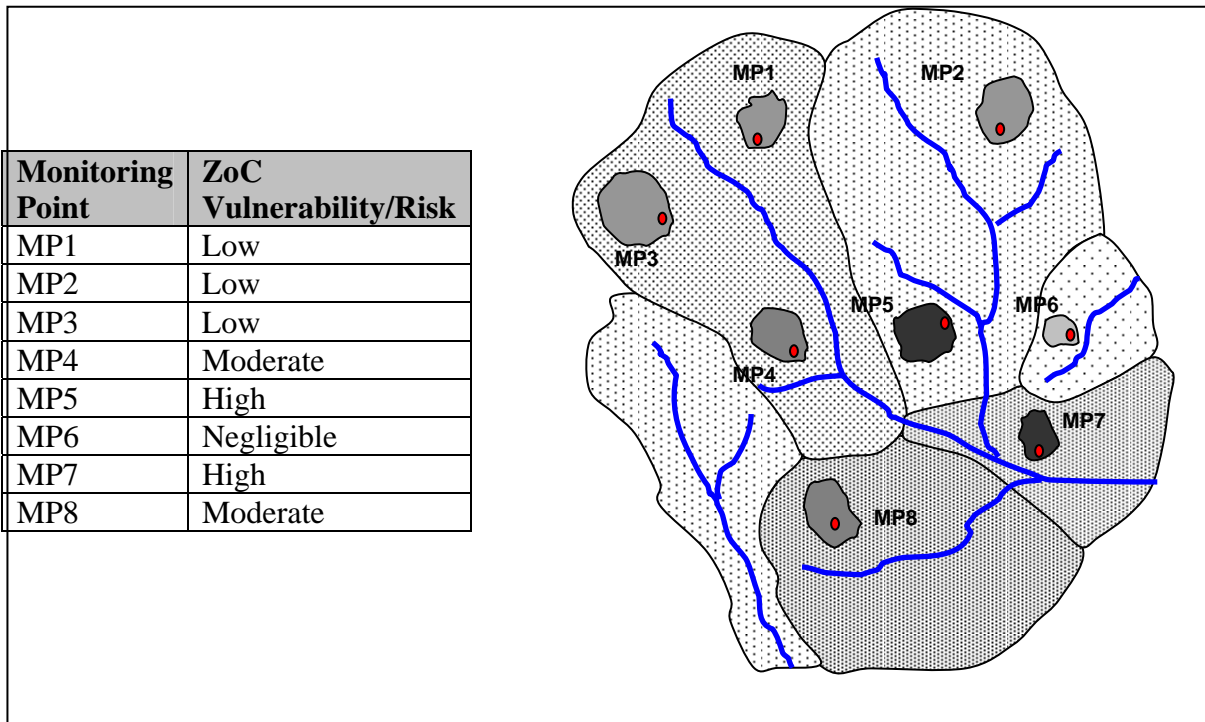 Monitoring Point ZoC Vulnerability/Risk
MP1 Low
MP2 Low
MP3 Low
MP4 Moderate
MP5 High
MP6 Negligible
MP7 High
MP8 Moderate
MP1
MP2
MP3
MP5
MP6
MP4
MP7
MP8